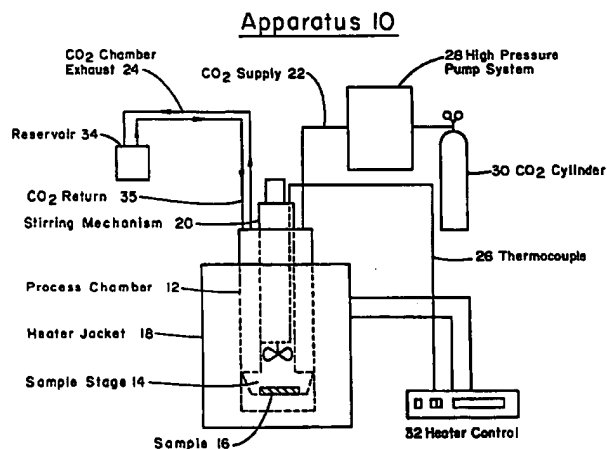 Apparatus 10
CO2 Chamber
Exhaust 24
CO2 Supply 22
28 High Pressure
Pump System
Reservoir 34
30 CO2 Cylinder
CO2 Return 35
Stirring Mechanism 20
26 Thermocouple
Process Chamber 12
Heater Jacket 18
Sample Stage 14
Sample 16
32 Heater Control